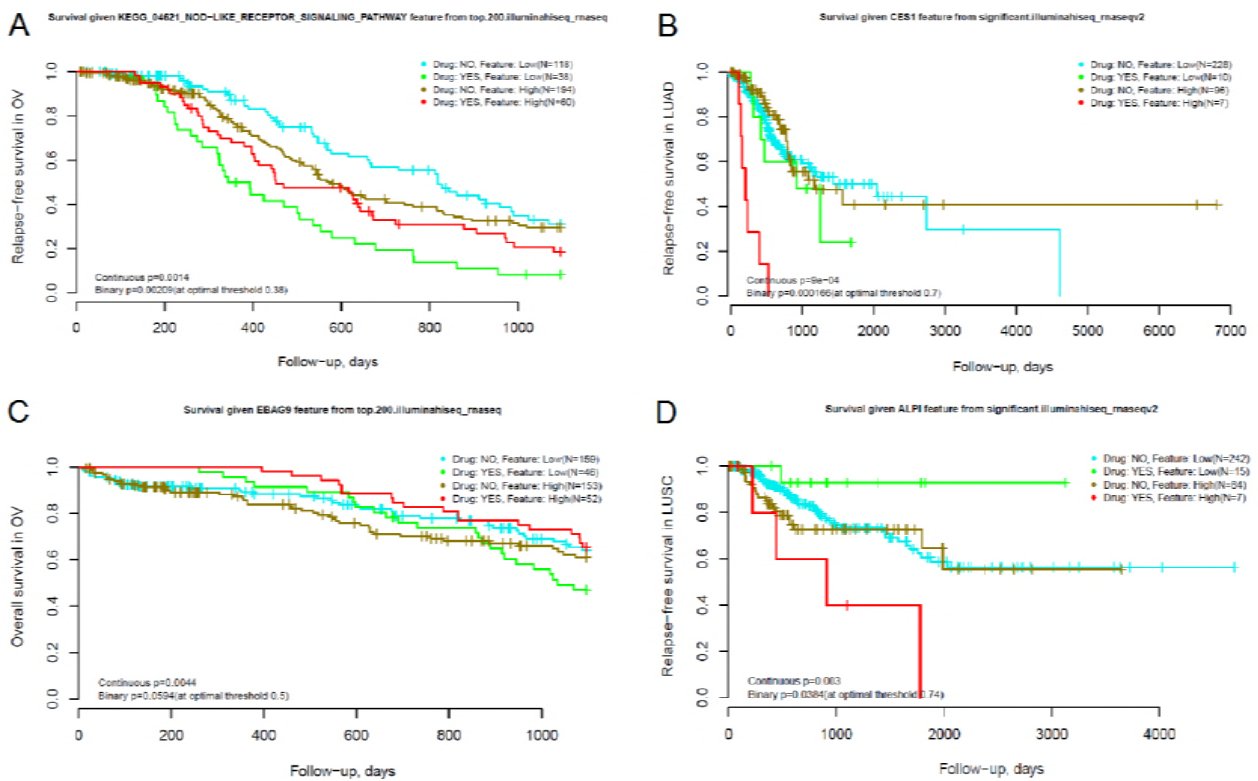 A
Survival given KEGG_04621_NOD-LIKE_RECEPTOR_SIGNALING_PATHWAY feature from top.200.illuminahiseq_rnaseq
Drug: NO, Feature: Low(N=118)
Drug: YES, Feature: Low(N=38)
Drug: NO, Feature: High(N=194)
Drug: YES, Feature: High(N=60)
Relapse-free survival in OV
1.0
0.8
0.6
0.4
0.2
0.0
Continuous p=0.0014
Binary p=0.00209(at optimal threshold 0.38)
0 200 400 600 800 1000
Follow-up, days
B
Survival given CES1 feature from significant.illuminahiseq_rnaseqv2
Drug: NO, Feature: Low(N=228)
Drug: YES, Feature: Low(N=10)
Drug: NO, Feature: High(N=96)
Drug: YES, Feature: High(N=7)
Relapse-free survival in LUAD
1.0
0.8
0.6
0.4
0.2
0.0
Continuous p=9e-04
Binary p=0.000166(at optimal threshold 0.7)
0 1000 2000 3000 4000 5000 6000 7000
Follow-up, days
C
Survival given EBAG9 feature from top.200.illuminahiseq_rnaseq
Drug: NO, Feature: Low(N=159)
Drug: YES, Feature: Low(N=46)
Drug: NO, Feature: High(N=153)
Drug: YES, Feature: High(N=52)
Overall survival in OV
1.0
0.8
0.6
0.4
0.2
0.0
Continuous p=0.0044
Binary p=0.0594(at optimal threshold 0.5)
0 200 400 600 800 1000
Follow-up, days
D
Survival given ALPI feature from significant.illuminahiseq_rnaseqv2
Drug: NO, Feature: Low(N=242)
Drug: YES, Feature: Low(N=15)
Drug: NO, Feature: High(N=84)
Drug: YES, Feature: High(N=7)
Relapse-free survival in LUSC
1.0
0.8
0.6
0.4
0.2
0.0
Continuous p=0.003
Binary p=0.0384(at optimal threshold 0.74)
0 1000 2000 3000 4000
Follow-up, days